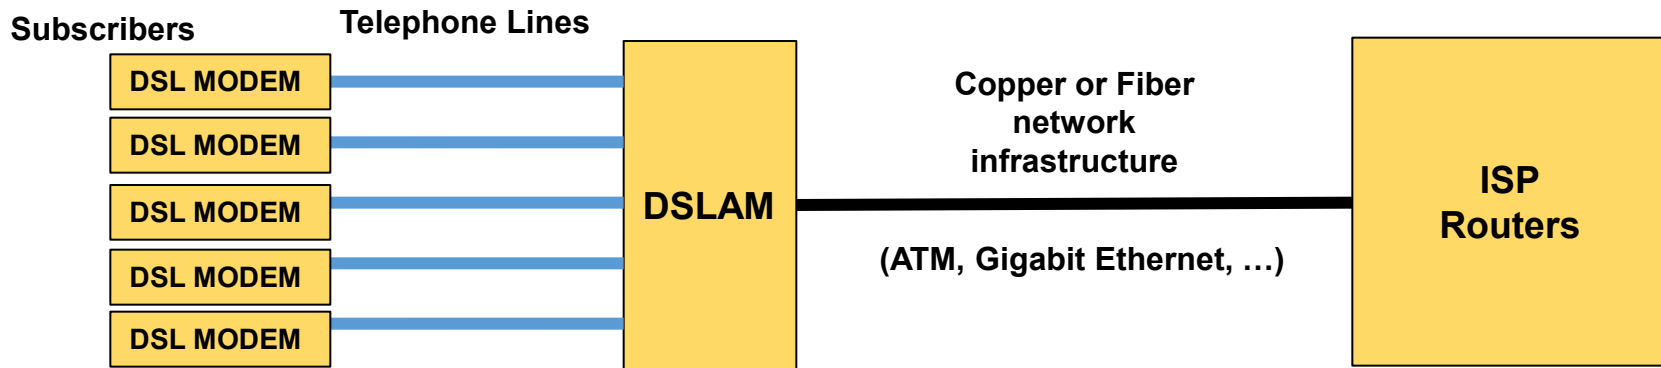 Subscribers
Telephone Lines
DSL MODEM
DSL MODEM
DSL MODEM
DSL MODEM
DSL MODEM
DSLAM
Copper or Fiber
network
infrastructure
(ATM, Gigabit Ethernet, …)
ISP
Routers